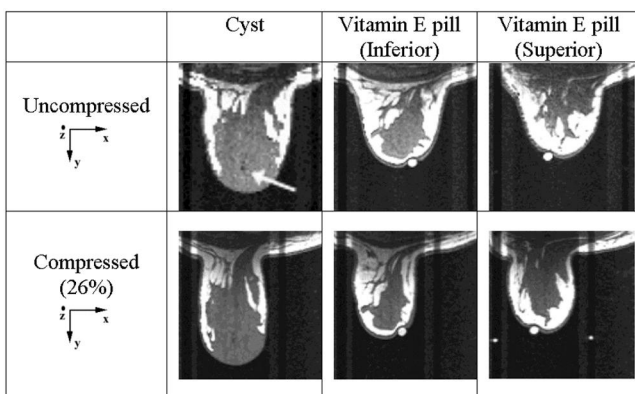 Cyst
Vitamin E pill
(Inferior)
Vitamin E pill
(Superior)
Uncompressed
z x
y
Compressed
(26%)
z x
y